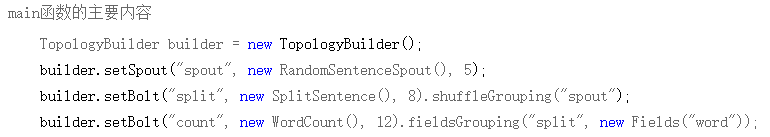 main函数的主要内容
TopologyBuilder builder = new TopologyBuilder();
builder.setSpout("spout", new RandomSentenceSpout(), 5);
builder.setBolt("split", new SplitSentence(), 8).shuffleGrouping("spout");
builder.setBolt("count", new WordCount(), 12).fieldsGrouping("split", new Fields("word"));